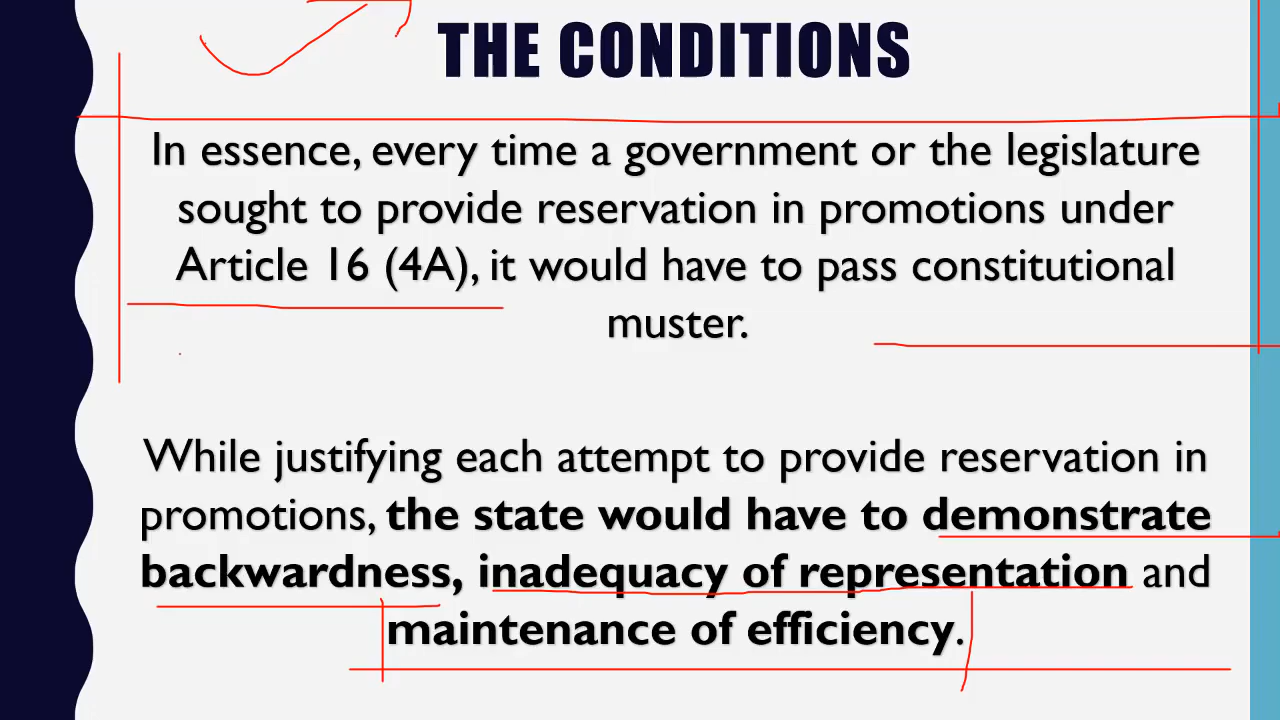 THE CONDITIONS
In essence, every time a government or the legislature
sought to provide reservation in promotions under
Article 16 (4A), it would have to pass constitutional
muster.
While justifying each attempt to provide reservation in
promotions, the state would have to demonstrate
backwardness, inadequacy of representation and
maintenance of efficiency.